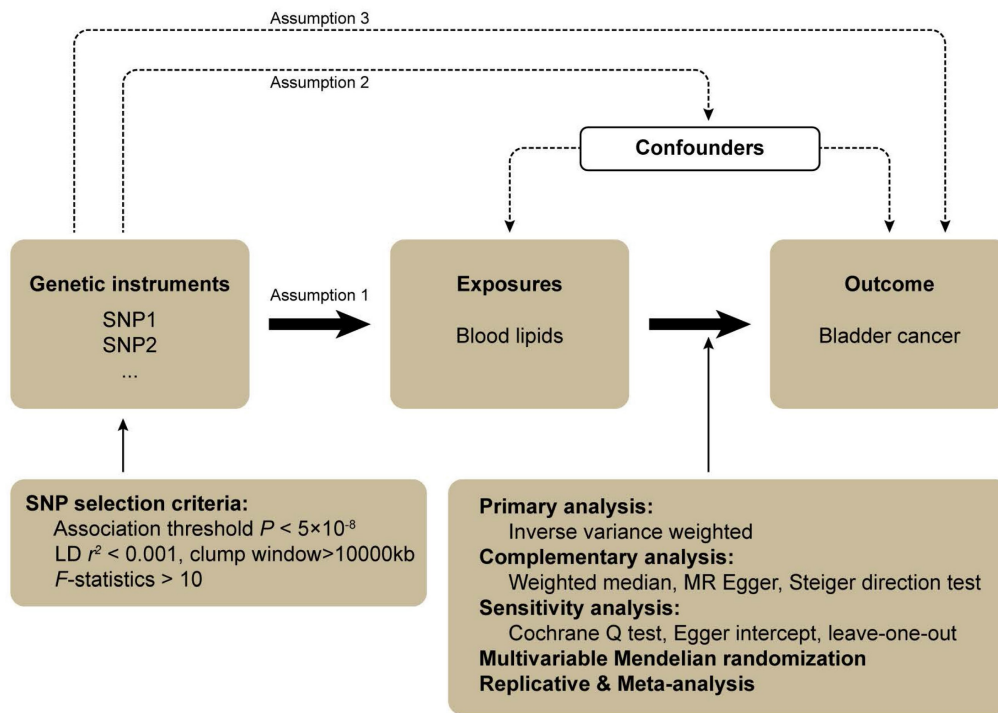 Assumption 3
Assumption 2
Confounders
Genetic instruments
SNP1
SNP2
...
Assumption 1
Exposures
Blood lipids
Outcome
Bladder cancer
SNP selection criteria:
Association threshold P < 5×10⁻⁸
LD r² < 0.001, clump window>10000kb
F-statistics > 10
Primary analysis:
Inverse variance weighted
Complementary analysis:
Weighted median, MR Egger, Steiger direction test
Sensitivity analysis:
Cochrane Q test, Egger intercept, leave-one-out
Multivariable Mendelian randomization
Replicative & Meta-analysis